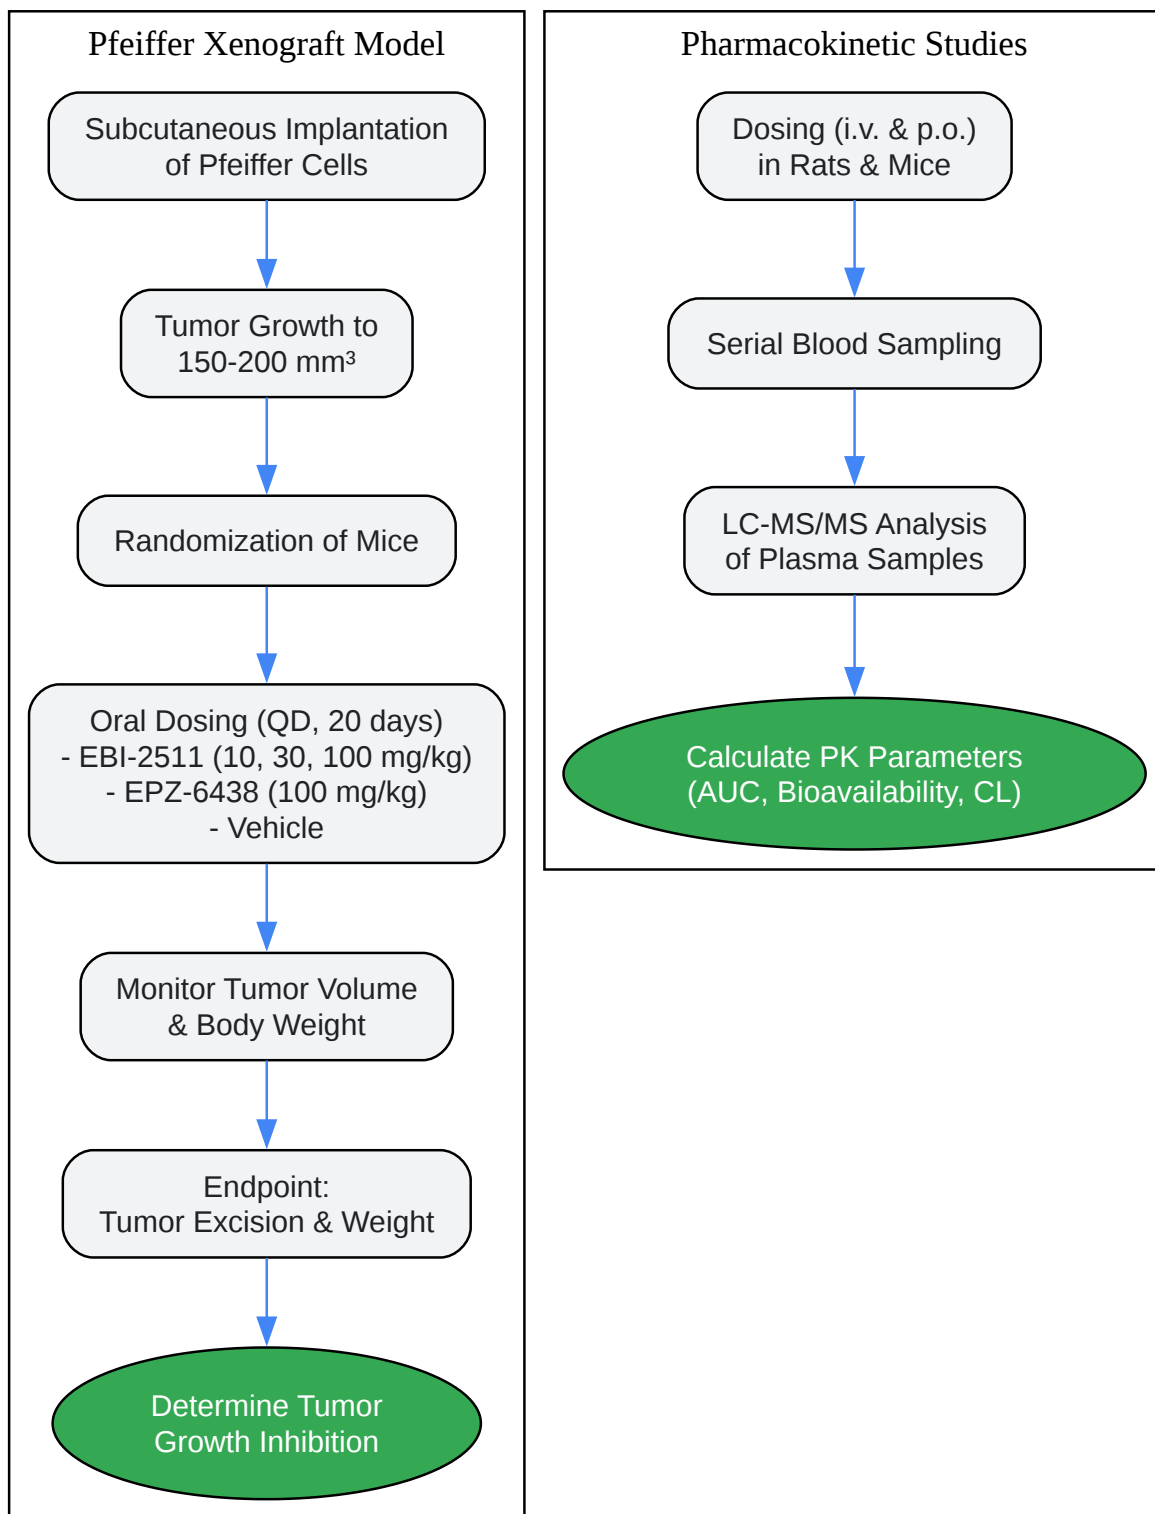 Pfeiffer Xenograft Model
Subcutaneous Implantation
of Pfeiffer Cells
Tumor Growth to
150-200 mm³
Randomization of Mice
Oral Dosing (QD, 20 days)
- EBI-2511 (10, 30, 100 mg/kg)
- EPZ-6438 (100 mg/kg)
- Vehicle
Monitor Tumor Volume
& Body Weight
Endpoint:
Tumor Excision & Weight
Determine Tumor
Growth Inhibition
Pharmacokinetic Studies
Dosing (i.v. & p.o.)
in Rats & Mice
Serial Blood Sampling
LC-MS/MS Analysis
of Plasma Samples
Calculate PK Parameters
(AUC, Bioavailability, CL)